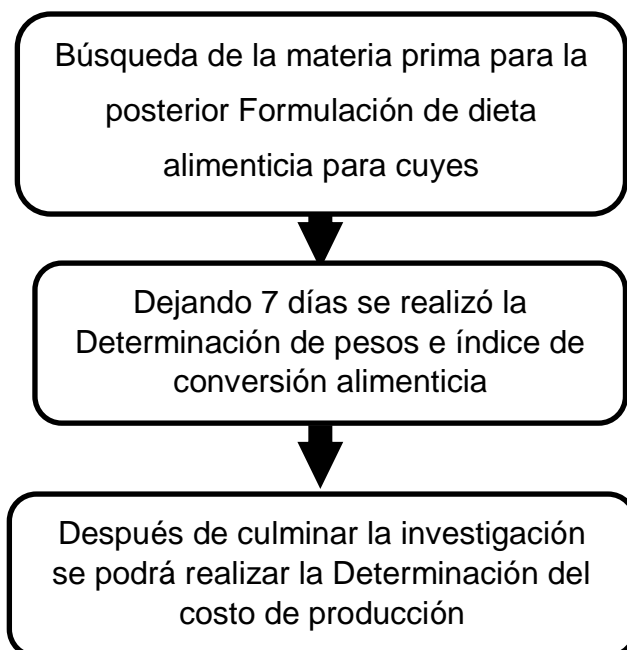 Búsqueda de la materia prima para la
posterior Formulación de dieta
alimenticia para cuyes
Dejando 7 días se realizó la
Determinación de pesos e índice de
conversión alimenticia
Después de culminar la investigación
se podrá realizar la Determinación del
costo de producción